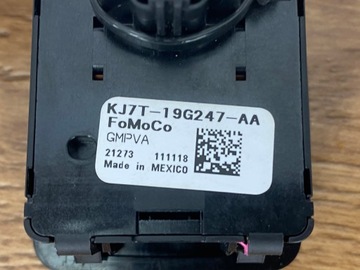 KJ7T-19G247-AA
FoMoCo
GMPVA
21273 111118
Made in MEXICO